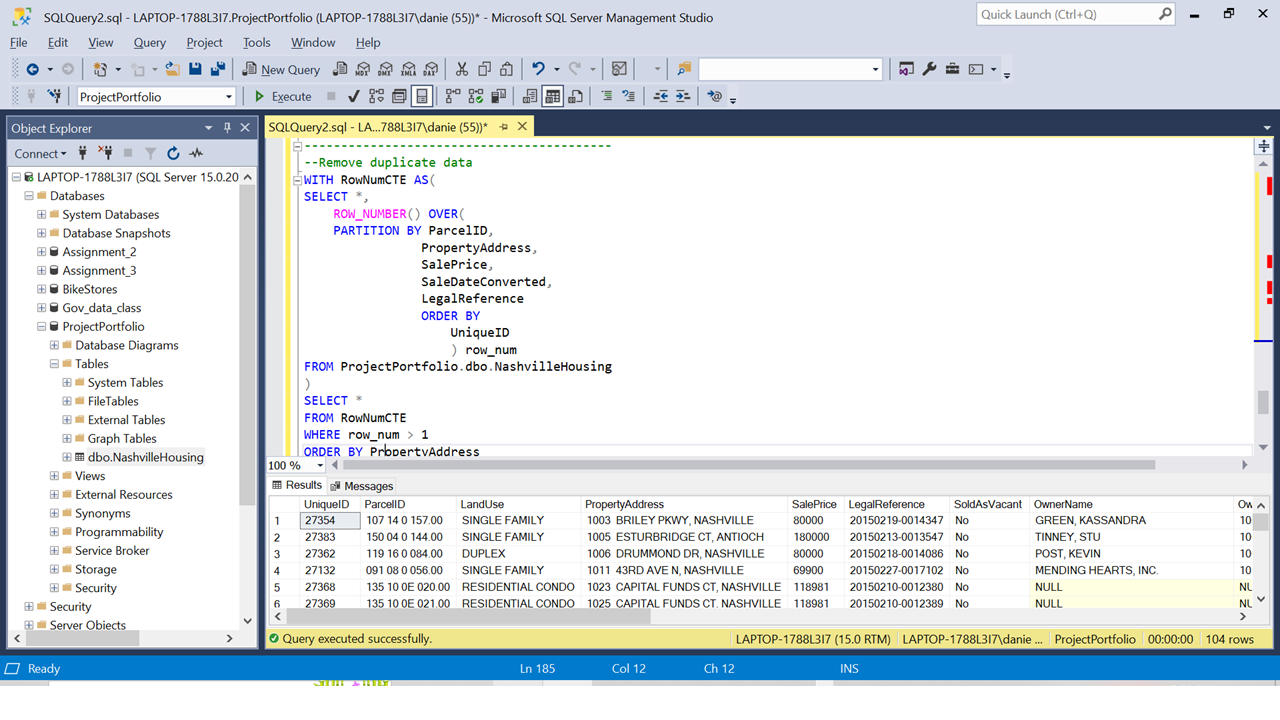 SQLQuery2.sql - LAPTOP-1788L3I7.ProjectPortfolio (LAPTOP-1788L3I7\danie (55))* - Microsoft SQL Server Management Studio
Quick Launch (Ctrl+Q)
File Edit View Query Project Tools Window Help
New Query
MDX DMX XMLA DAX
ProjectPortfolio
Execute
Object Explorer
SQLQuery2.sql - LA...788L3I7\danie (55))*
Connect
LAPTOP-1788L3I7 (SQL Server 15.0.20
Databases
System Databases
Database Snapshots
Assignment_2
Assignment_3
BikeStores
Gov_data_class
ProjectPortfolio
Database Diagrams
Tables
System Tables
FileTables
External Tables
Graph Tables
dbo.NashvilleHousing
Views
External Resources
Synonyms
Programmability
Service Broker
Storage
Security
Security
Server Objects
------------------------------------------
--Remove duplicate data
WITH RowNumCTE AS(
SELECT *,
ROW_NUMBER() OVER(
PARTITION BY ParcelID,
PropertyAddress,
SalePrice,
SaleDateConverted,
LegalReference
ORDER BY
UniqueID
) row_num
FROM ProjectPortfolio.dbo.NashvilleHousing
)
SELECT *
FROM RowNumCTE
WHERE row_num > 1
ORDER BY PropertyAddress
100 %
Results Messages
UniqueID ParcelID LandUse PropertyAddress SalePrice LegalReference SoldAsVacant OwnerName Ow
1 27354 107 14 0 157.00 SINGLE FAMILY 1003 BRILEY PKWY, NASHVILLE 80000 20150219-0014347 No GREEN, KASSANDRA 10
2 27383 150 04 0 144.00 SINGLE FAMILY 1005 ESTURBRIDGE CT, ANTIOCH 180000 20150213-0013547 No TINNEY, STU 10
3 27362 119 16 0 084.00 DUPLEX 1006 DRUMMOND DR, NASHVILLE 80000 20150218-0014086 No POST, KEVIN 10
4 27132 091 08 0 056.00 SINGLE FAMILY 1011 43RD AVE N, NASHVILLE 69900 20150227-0017102 No MENDING HEARTS, INC. 10
5 27368 135 10 0E 020.00 RESIDENTIAL CONDO 1023 CAPITAL FUNDS CT, NASHVILLE 118981 20150210-0012380 No NULL NU
6 27369 135 10 0E 021.00 RESIDENTIAL CONDO 1025 CAPITAL FUNDS CT, NASHVILLE 118981 20150210-0012389 No NULL NU
Query executed successfully. LAPTOP-1788L3I7 (15.0 RTM) LAPTOP-1788L3I7\danie ... ProjectPortfolio 00:00:00 104 rows
Ready Ln 185 Col 12 Ch 12 INS